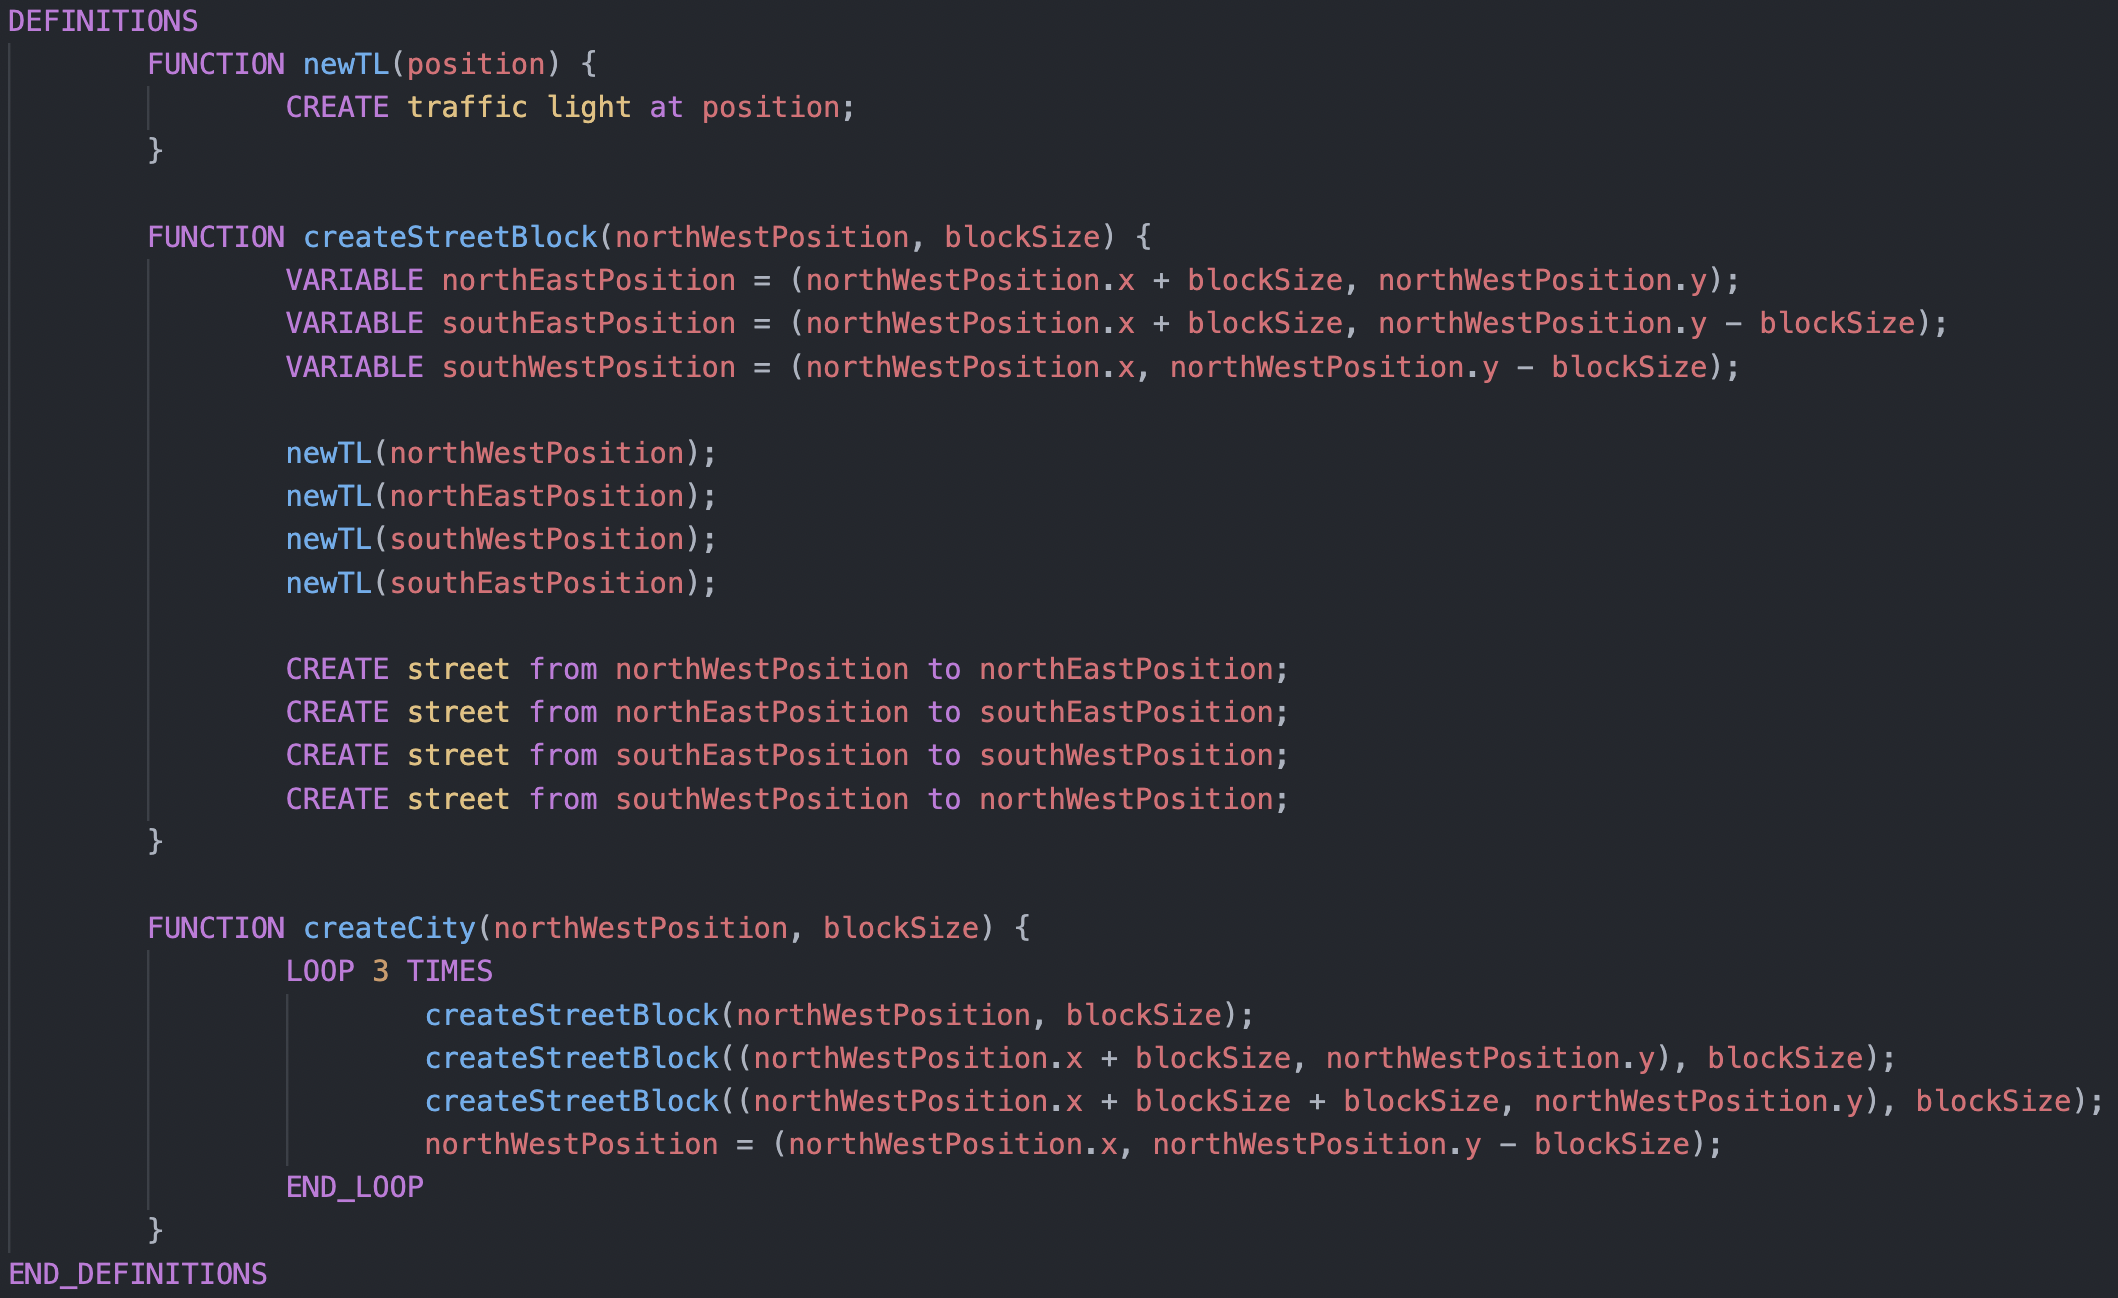 DEFINITIONS
FUNCTION newTL(position) {
CREATE traffic light at position;
}
FUNCTION createStreetBlock(northWestPosition, blockSize) {
VARIABLE northEastPosition = (northWestPosition.x + blockSize, northWestPosition.y);
VARIABLE southEastPosition = (northWestPosition.x + blockSize, northWestPosition.y - blockSize);
VARIABLE southWestPosition = (northWestPosition.x, northWestPosition.y - blockSize);
newTL(northWestPosition);
newTL(northEastPosition);
newTL(southWestPosition);
newTL(southEastPosition);
CREATE street from northWestPosition to northEastPosition;
CREATE street from northEastPosition to southEastPosition;
CREATE street from southEastPosition to southWestPosition;
CREATE street from southWestPosition to northWestPosition;
}
FUNCTION createCity(northWestPosition, blockSize) {
LOOP 3 TIMES
createStreetBlock(northWestPosition, blockSize);
createStreetBlock((northWestPosition.x + blockSize, northWestPosition.y), blockSize);
createStreetBlock((northWestPosition.x + blockSize + blockSize, northWestPosition.y), blockSize);
northWestPosition = (northWestPosition.x, northWestPosition.y - blockSize);
END_LOOP
}
END_DEFINITIONS